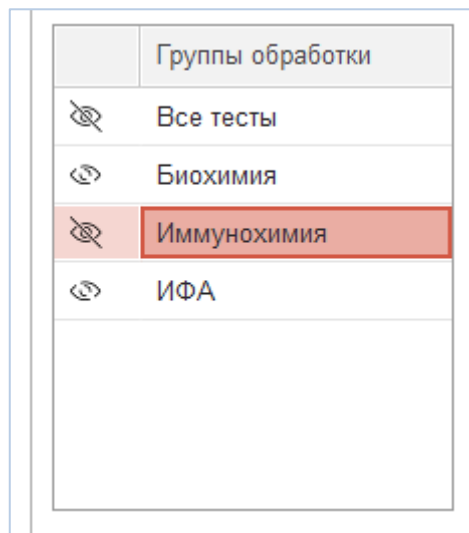 Группы обработки
Все тесты
Биохимия
Иммунохимия
ИФА